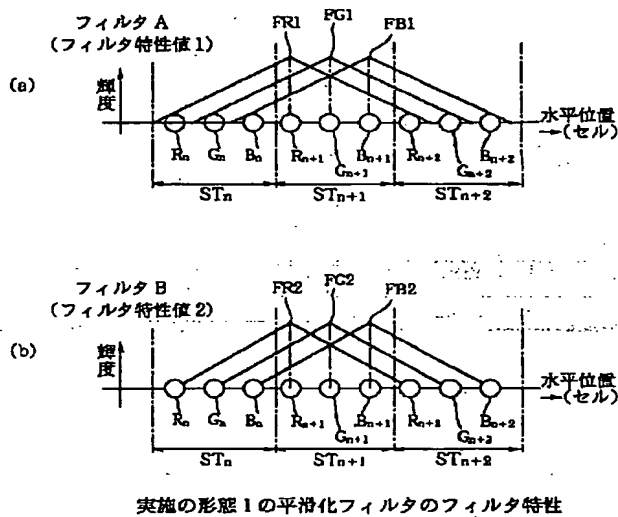 フィルタA
(フィルタ特性値1)
FR1
FG1
FB1
(a)
輝度
水平位置
→(セル)
Rn
Gn
Bn
Rn+1
Gn+1
Bn+1
Rn+2
Gn+2
Bn+2
STn
STn+1
STn+2
フィルタB
(フィルタ特性値2)
FR2
FG2
FB2
(b)
輝度
水平位置
→(セル)
Rn
Gn
Bn
Rn+1
Gn+1
Bn+1
Rn+2
Gn+2
Bn+2
STn
STn+1
STn+2
実施の形態1の平滑化フィルタのフィルタ特性